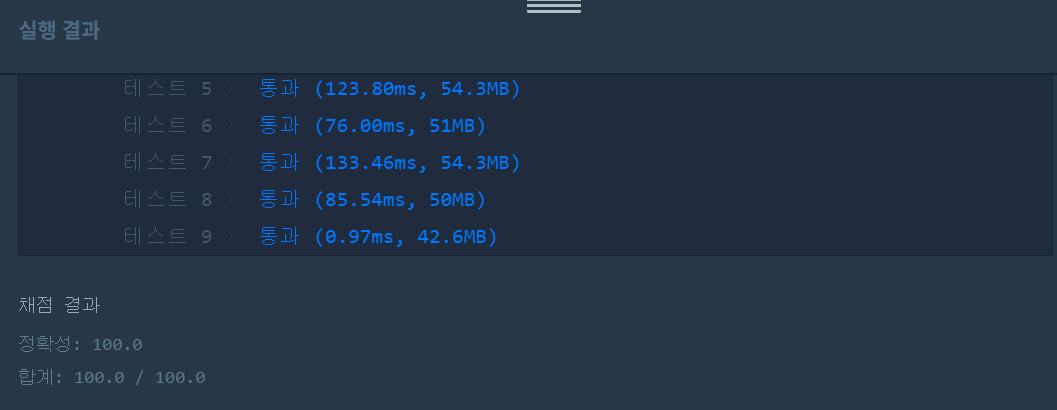 실행 결과
테스트 5 〉 통과 (123.80ms, 54.3MB)
테스트 6 〉 통과 (76.00ms, 51MB)
테스트 7 〉 통과 (133.46ms, 54.3MB)
테스트 8 〉 통과 (85.54ms, 50MB)
테스트 9 〉 통과 (0.97ms, 42.6MB)
채점 결과
정확성: 100.0
합계: 100.0 / 100.0